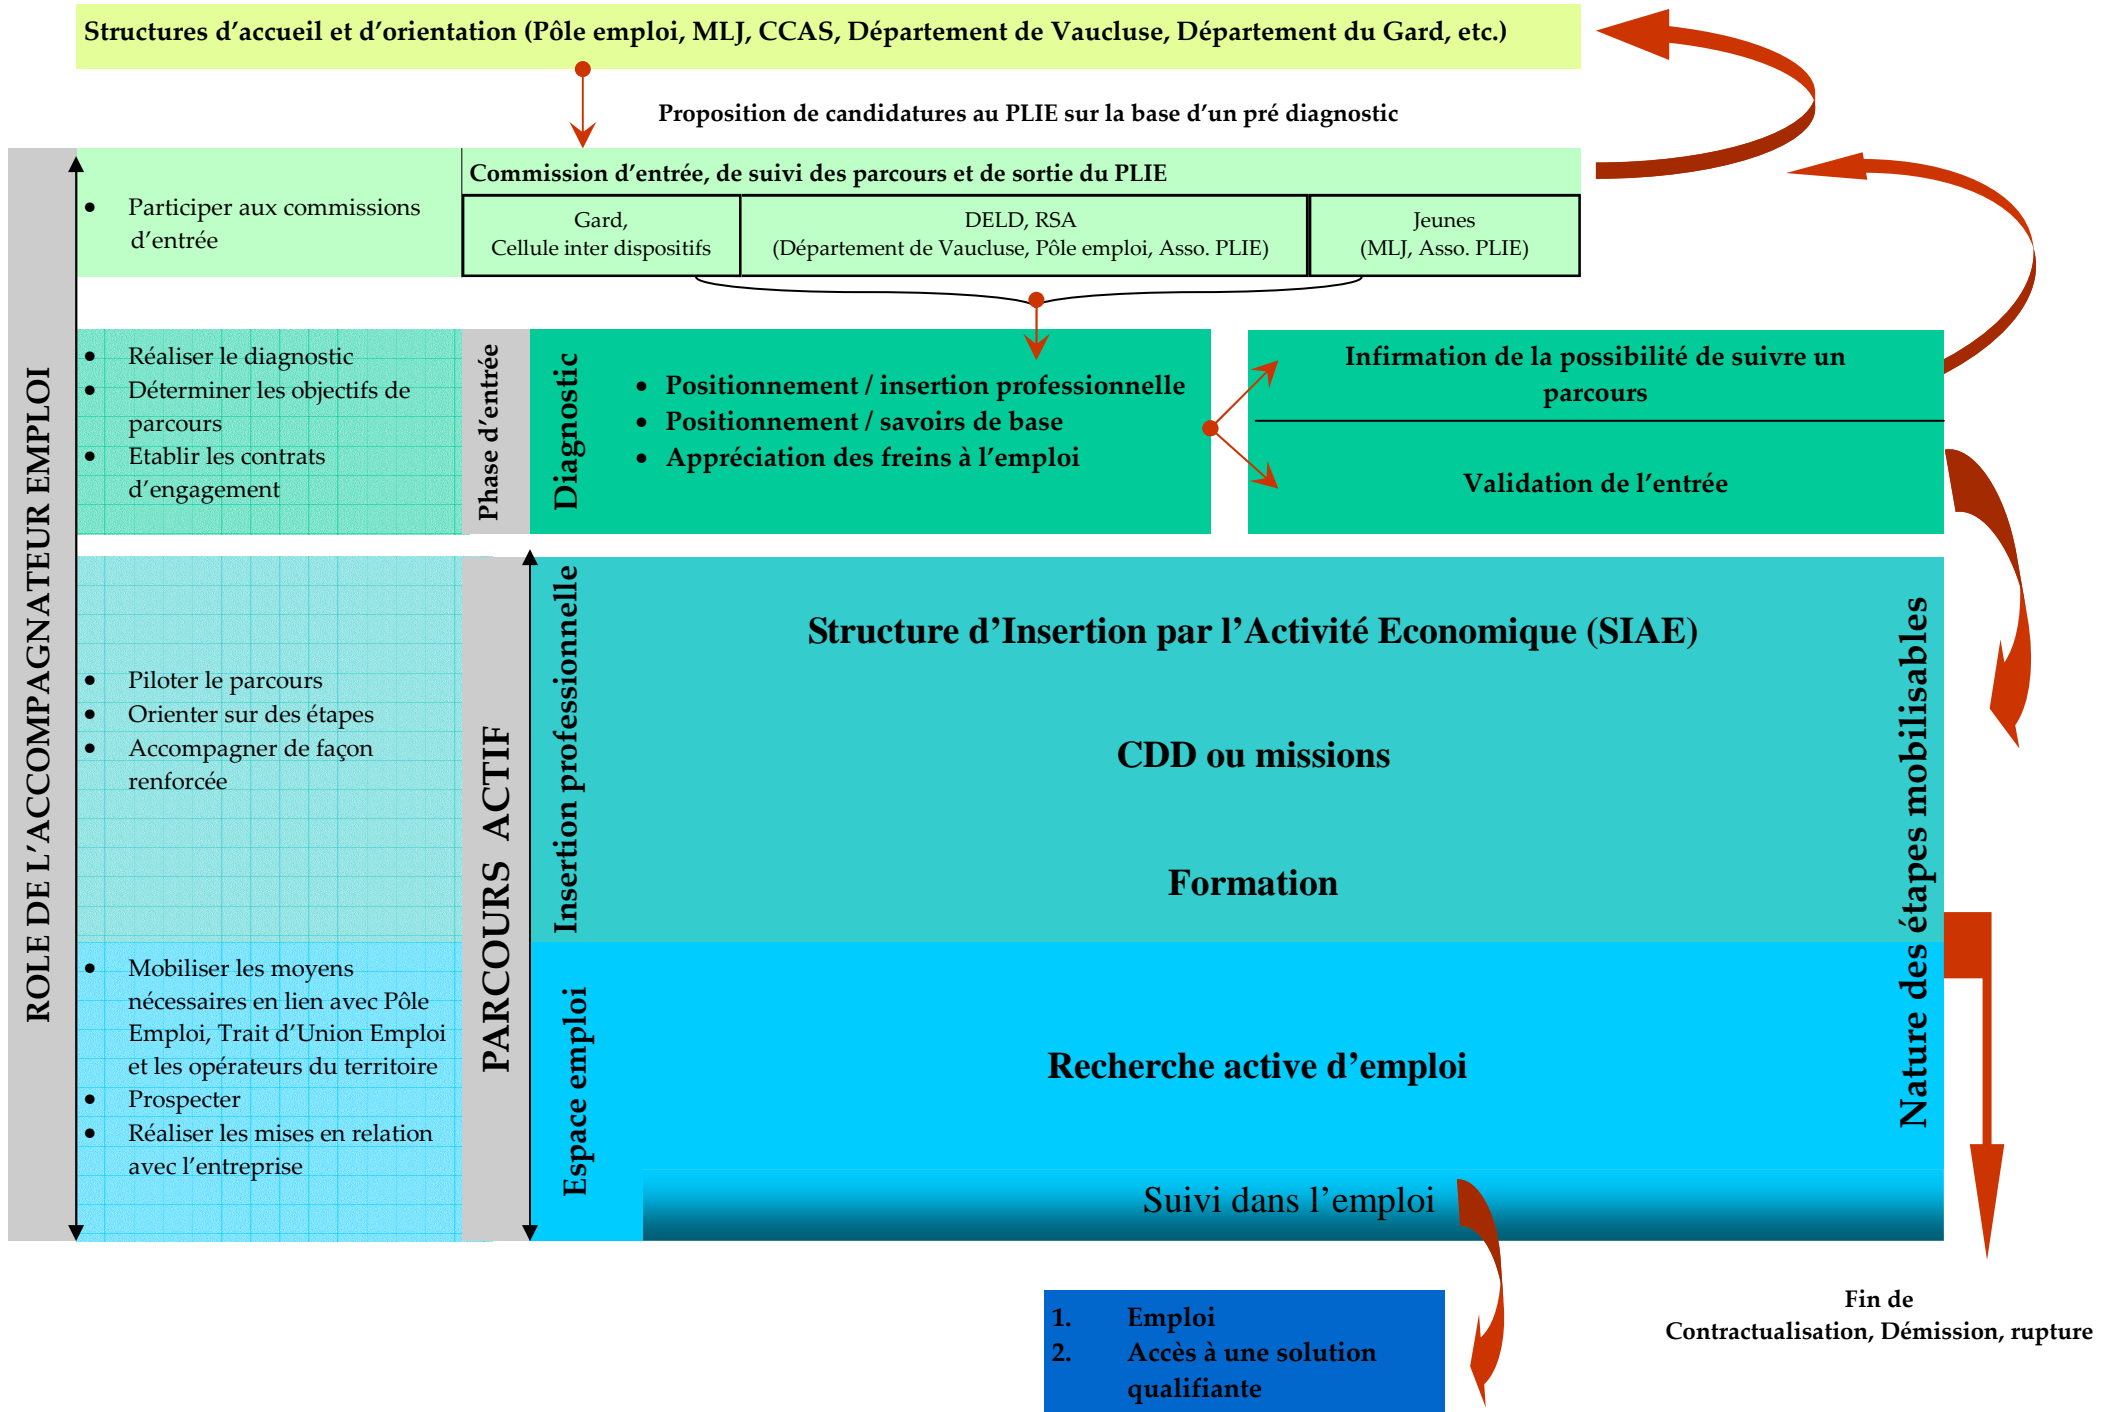 Structures d’accueil et d’orientation (Pôle emploi, MLJ, CCAS, Département de Vaucluse, Département du Gard, etc.)
Proposition de candidatures au PLIE sur la base d’un pré diagnostic
ROLE DE L’ACCOMPAGNATEUR EMPLOI
• Participer aux commissions
d’entrée
Commission d’entrée, de suivi des parcours et de sortie du PLIE
Gard,
Cellule inter dispositifs
DELD, RSA
(Département de Vaucluse, Pôle emploi, Asso. PLIE)
Jeunes
(MLJ, Asso. PLIE)
• Réaliser le diagnostic
• Déterminer les objectifs de
parcours
• Etablir les contrats
d’engagement
Phase d’entrée
Diagnostic
• Positionnement / insertion professionnelle
• Positionnement / savoirs de base
• Appréciation des freins à l’emploi
Infirmation de la possibilité de suivre un
parcours
Validation de l’entrée
• Piloter le parcours
• Orienter sur des étapes
• Accompagner de façon
renforcée
PARCOURS ACTIF
Insertion professionnelle
Structure d’Insertion par l’Activité Economique (SIAE)
CDD ou missions
Formation
Nature des étapes mobilisables
• Mobiliser les moyens
nécessaires en lien avec Pôle
Emploi, Trait d’Union Emploi
et les opérateurs du territoire
• Prospecter
• Réaliser les mises en relation
avec l’entreprise
Espace emploi
Recherche active d’emploi
Suivi dans l’emploi
1. Emploi
2. Accès à une solution
qualifiante
Fin de
Contractualisation, Démission, rupture